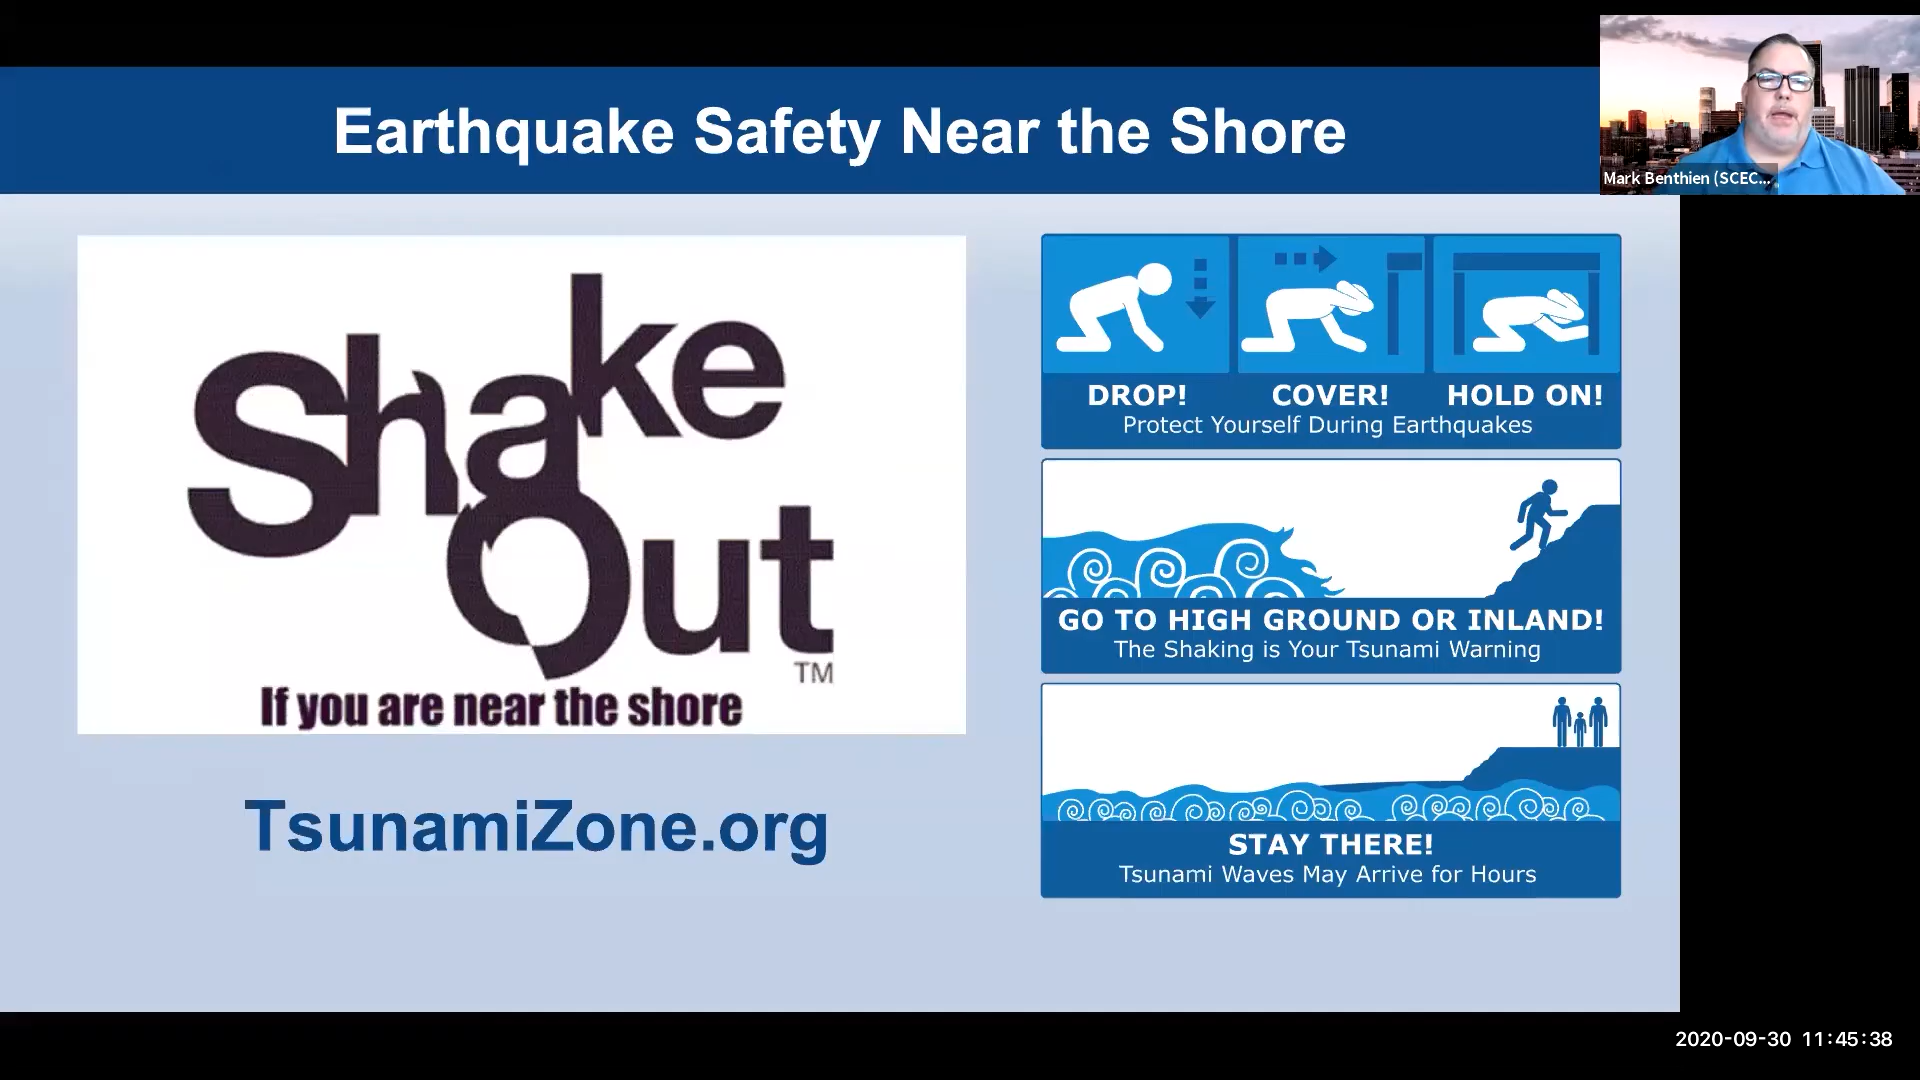 Earthquake Safety Near the Shore
Mark Benthien (SCEC...
Shake
Out
TM
If you are near the shore
TsunamiZone.org
DROP! COVER! HOLD ON!
Protect Yourself During Earthquakes
GO TO HIGH GROUND OR INLAND!
The Shaking is Your Tsunami Warning
STAY THERE!
Tsunami Waves May Arrive for Hours
2020-09-30 11:45:38